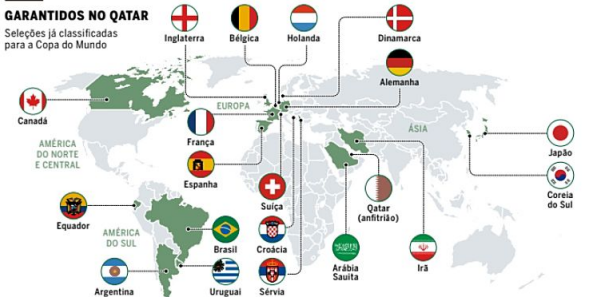 GARANTIDOS NO QATAR
Seleções já classificadas
para a Copa do Mundo
Inglaterra
Bélgica
Holanda
Dinamarca
Alemanha
Canadá
EUROPA
ÁSIA
França
AMÉRICA
DO NORTE
E CENTRAL
Espanha
Japão
Suíça
Qatar
(anfitrião)
Coreia
do Sul
Equador
AMÉRICA
DO SUL
Brasil
Croácia
Arábia
Saudita
Irã
Argentina
Uruguai
Sérvia